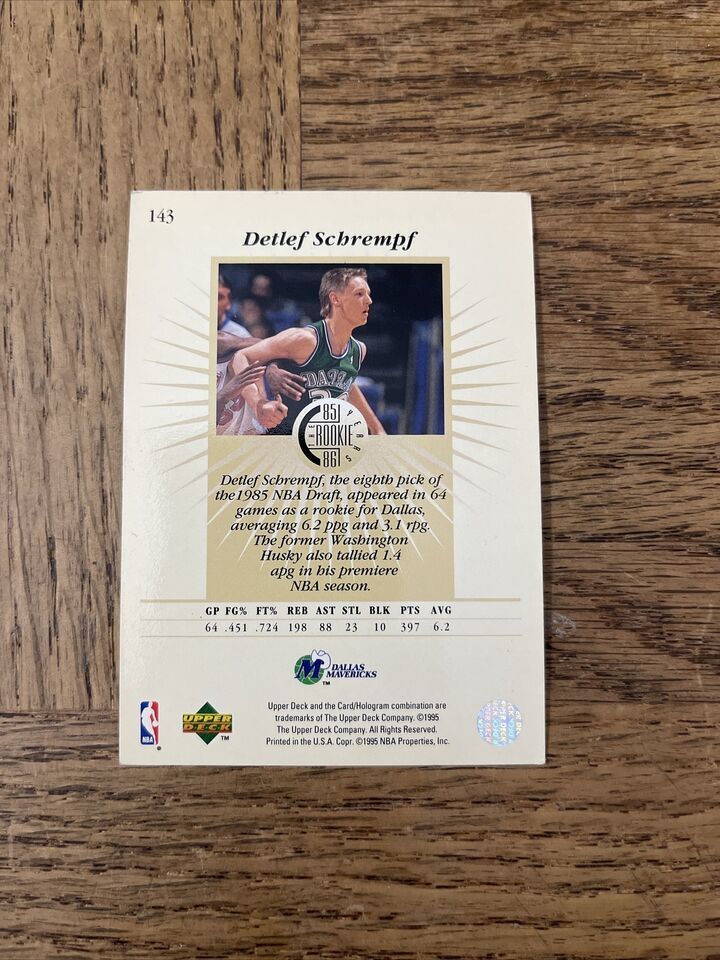 143
Detlef Schrempf
DALLA
THE
85
ROOKIE
86
YEARS
Detlef Schrempf, the eighth pick of
the1985 NBA Draft, appeared in 64
games as a rookie for Dallas,
averaging 6.2 ppg and 3.1 rpg.
The former Washington
Husky also tallied 1.4
apg in his premiere
NBA season.
GP FG% FT% REB AST STL BLK PTS AVG
64 .451 .724 198 88 23 10 397 6.2
M DALLAS
MAVERICKS
TM
Upper Deck and the Card/Hologram combination are
trademarks of The Upper Deck Company. ©1995
The Upper Deck Company. All Rights Reserved.
Printed in the U.S.A. Copr. ©1995 NBA Properties, Inc.
NBA ®
UPPER
DECK
TM